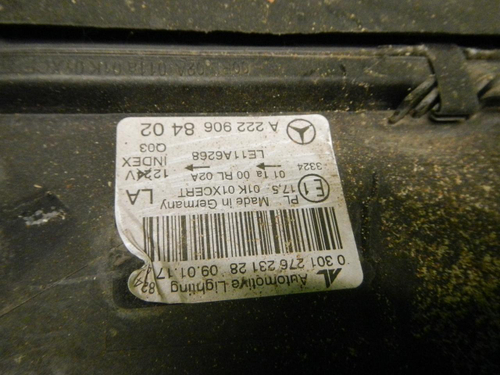 Automotive Lighting
0 301 276 231 28 09.01.17
LA
PL Made in Germany
E1 17.5. 01K 01XCERT
3324 01 1a 00 RL 02A
12V
INDEX
Q03
LE11A6268
A 222 906 84 02